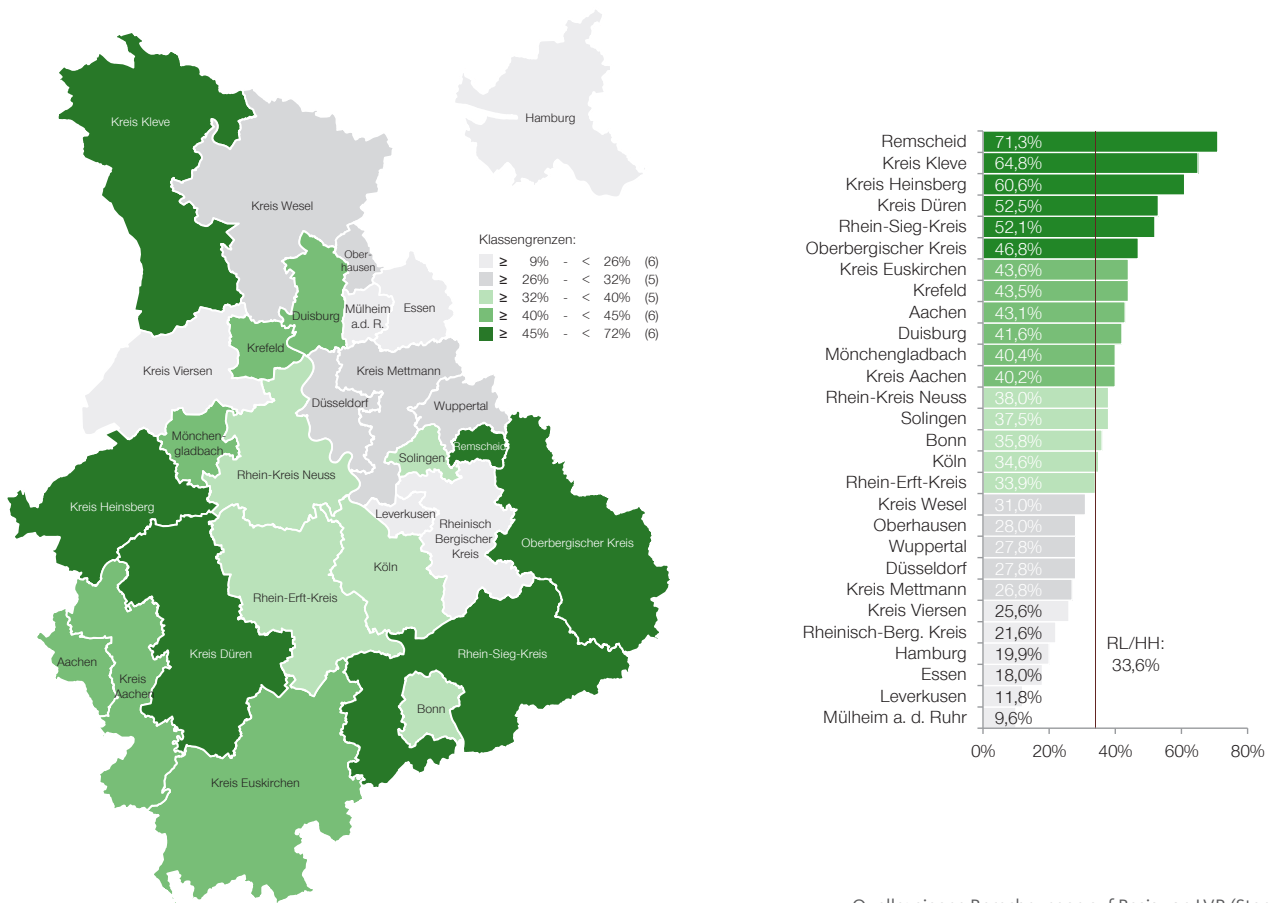 Hamburg
Kreis Kleve
Kreis Wesel
Klassengrenzen:
≥ 9% - < 26% (6)
≥ 26% - < 32% (5)
≥ 32% - < 40% (5)
≥ 40% - < 45% (6)
≥ 45% - < 72% (6)
Ober-
hausen
Mülheim
a.d. R.
Essen
Duisburg
Krefeld
Kreis Viersen
Kreis Mettmann
Düsseldorf
Wuppertal
Mönchen-
gladbach
Remscheid
Solingen
Rhein-Kreis Neuss
Kreis Heinsberg
Leverkusen
Rheinisch
Bergischer
Kreis
Oberbergischer Kreis
Köln
Rhein-Erft-Kreis
Kreis Düren
Rhein-Sieg-Kreis
Aachen
Kreis
Aachen
Bonn
Kreis Euskirchen
Remscheid 71,3%
Kreis Kleve 64,8%
Kreis Heinsberg 60,6%
Kreis Düren 52,5%
Rhein-Sieg-Kreis 52,1%
Oberbergischer Kreis 46,8%
Kreis Euskirchen 43,6%
Krefeld 43,5%
Aachen 43,1%
Duisburg 41,6%
Mönchengladbach 40,4%
Kreis Aachen 40,2%
Rhein-Kreis Neuss 38,0%
Solingen 37,5%
Bonn 35,8%
Köln 34,6%
Rhein-Erft-Kreis 33,9%
Kreis Wesel 31,0%
Oberhausen 28,0%
Wuppertal 27,8%
Düsseldorf 27,8%
Kreis Mettmann 26,8%
Kreis Viersen 25,6%
Rheinisch-Berg. Kreis 21,6%
Hamburg 19,9%
Essen 18,0%
Leverkusen 11,8%
Mülheim a. d. Ruhr 9,6%
RL/HH:
33,6%
0% 20% 40% 60% 80%